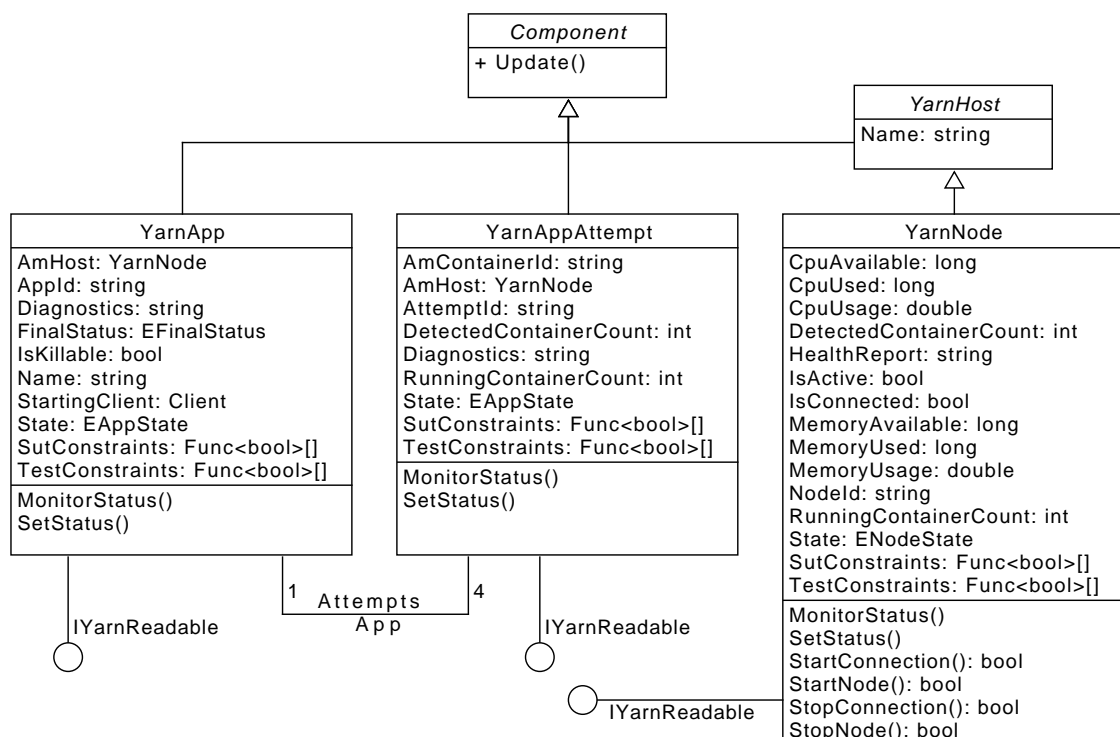 Component
+ Update()
YarnHost
Name: string
YarnApp
AmHost: YarnNode
AppId: string
Diagnostics: string
FinalStatus: EFinalStatus
IsKillable: bool
Name: string
StartingClient: Client
State: EAppState
SutConstraints: Func<bool>[]
TestConstraints: Func<bool>[]
MonitorStatus()
SetStatus()
YarnAppAttempt
AmContainerId: string
AmHost: YarnNode
AttemptId: string
DetectedContainerCount: int
Diagnostics: string
RunningContainerCount: int
State: EAppState
SutConstraints: Func<bool>[]
TestConstraints: Func<bool>[]
MonitorStatus()
SetStatus()
YarnNode
CpuAvailable: long
CpuUsed: long
CpuUsage: double
DetectedContainerCount: int
HealthReport: string
IsActive: bool
IsConnected: bool
MemoryAvailable: long
MemoryUsed: long
MemoryUsage: double
NodeId: string
RunningContainerCount: int
State: ENodeState
SutConstraints: Func<bool>[]
TestConstraints: Func<bool>[]
MonitorStatus()
SetStatus()
StartConnection(): bool
StartNode(): bool
StopConnection(): bool
StopNode(): bool
1 Attempts 4
App
IYarnReadable
IYarnReadable
IYarnReadable